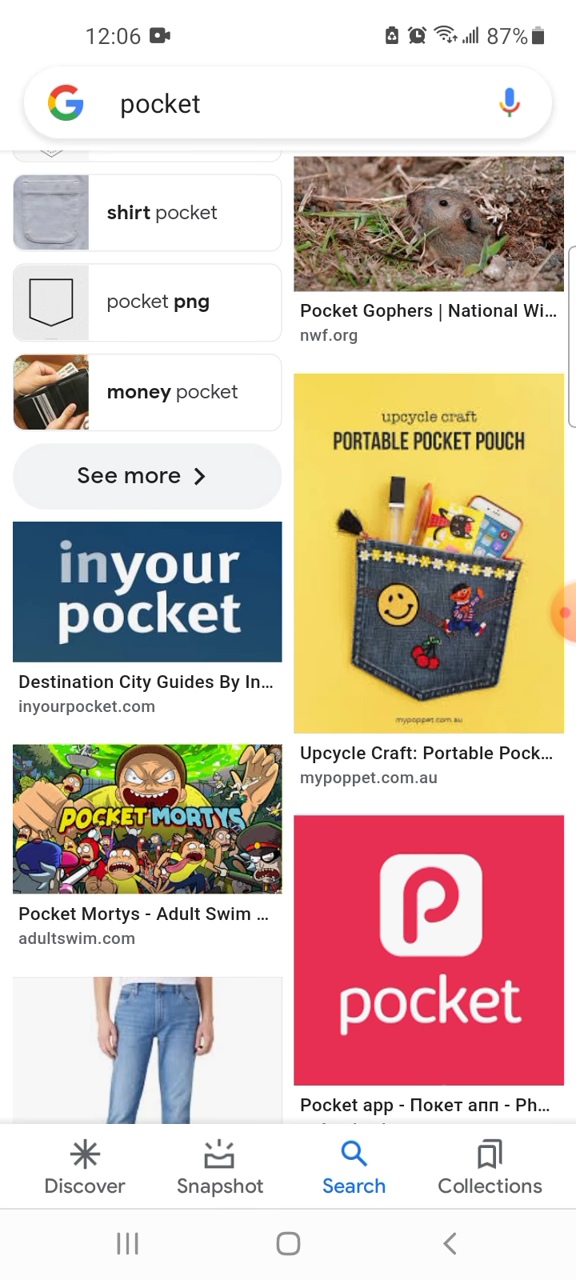 12:06
87%
pocket
shirt pocket
pocket png
money pocket
See more
inyour
pocket
Destination City Guides By In...
inyourpocket.com
POCKET MORTYS
Pocket Mortys - Adult Swim ...
adultswim.com
Pocket Gophers | National Wi...
nwf.org
upcycle craft
PORTABLE POCKET POUCH
mypoppet.com.au
Upcycle Craft: Portable Pock...
mypoppet.com.au
pocket
Pocket app - Покет апп - Ph...
Discover
Snapshot
Search
Collections